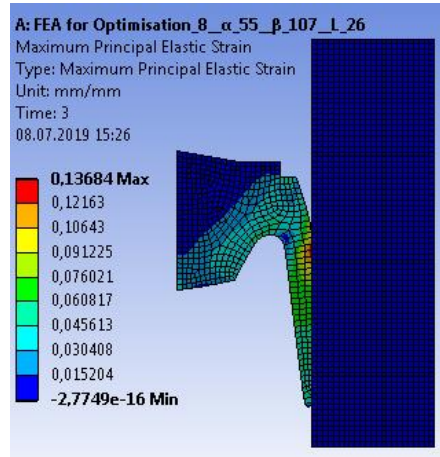 A: FEA for Optimisation_8__α_55__β_107__L_26
Maximum Principal Elastic Strain
Type: Maximum Principal Elastic Strain
Unit: mm/mm
Time: 3
08.07.2019 15:26
0,13684 Max
0,12163
0,10643
0,091225
0,076021
0,060817
0,045613
0,030408
0,015204
-2,7749e-16 Min